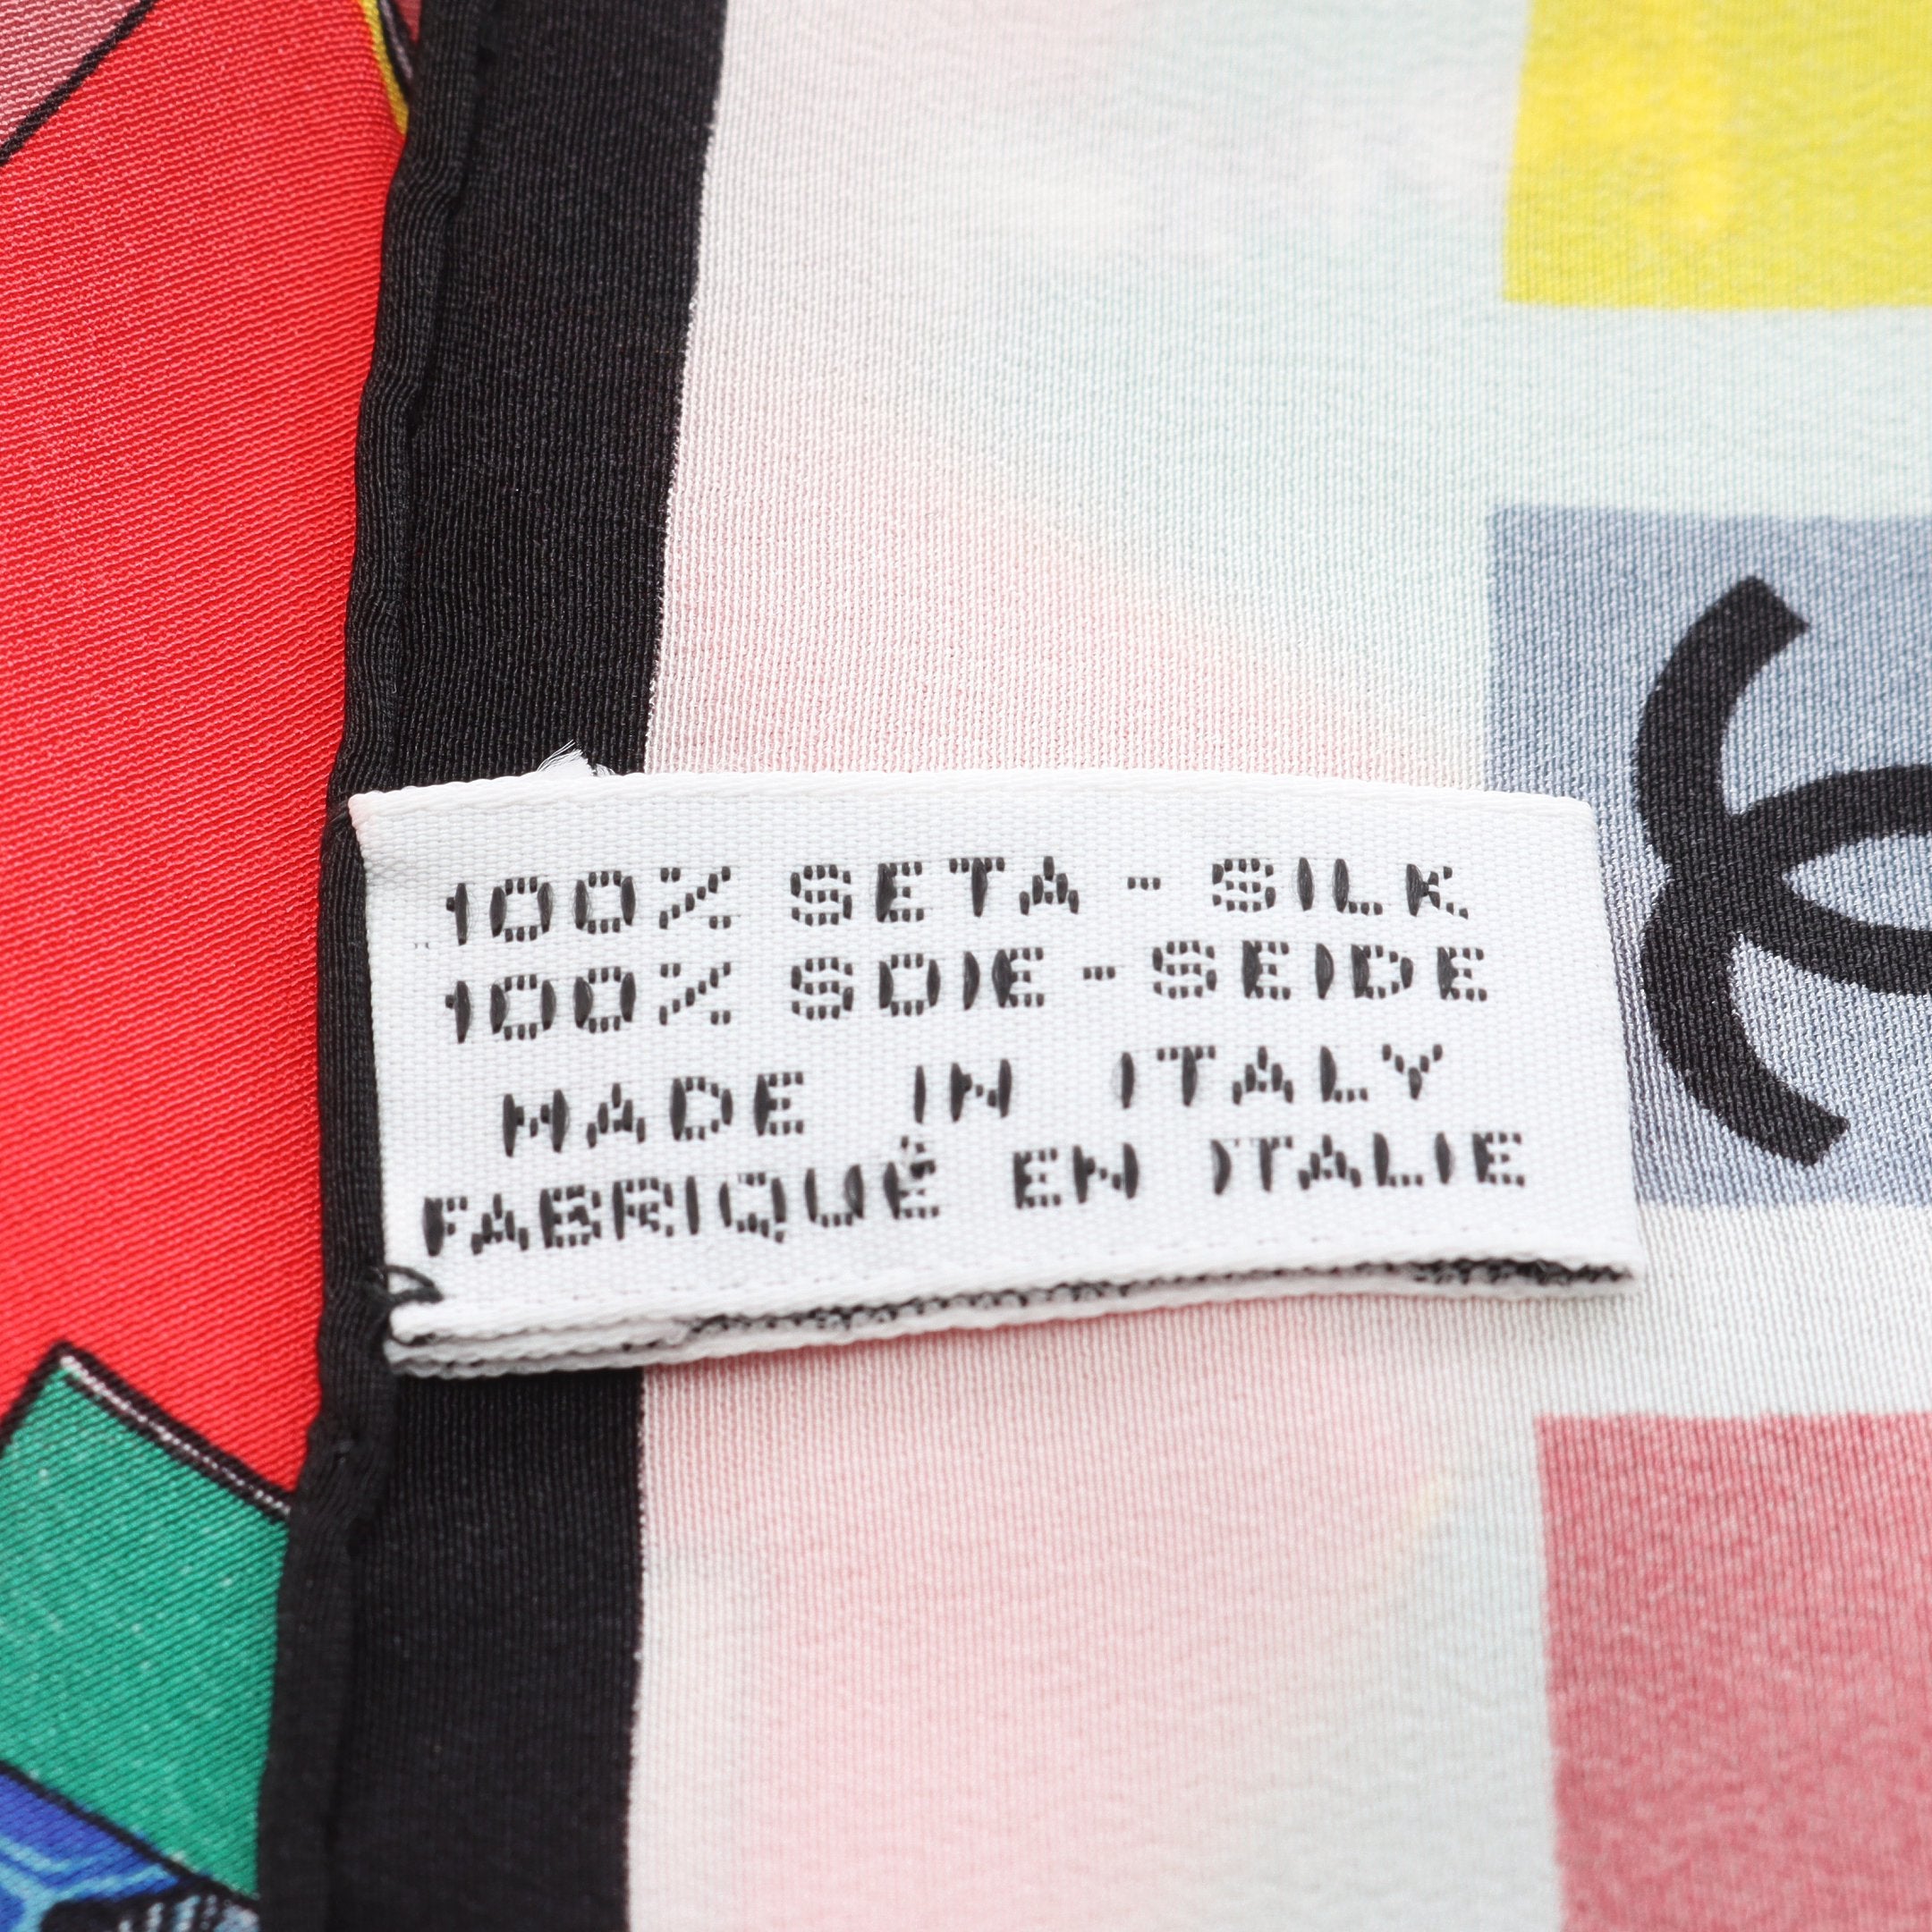 100% SETA - SILK
100% SOIE - SEIDE
MADE IN ITALY
FABRIQUÉ EN ITALIE